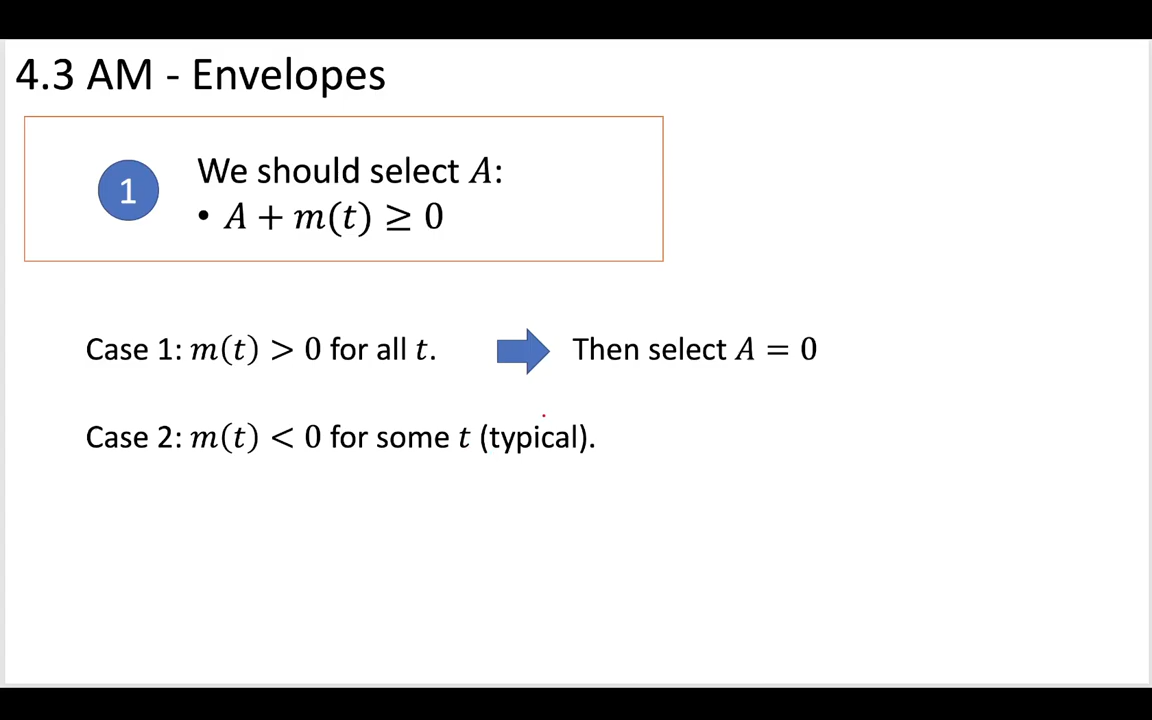 4.3 AM - Envelopes
1
We should select A:
• A + m(t) ≥ 0
Case 1: m(t) > 0 for all t.
Then select A = 0
Case 2: m(t) < 0 for some t (typical).